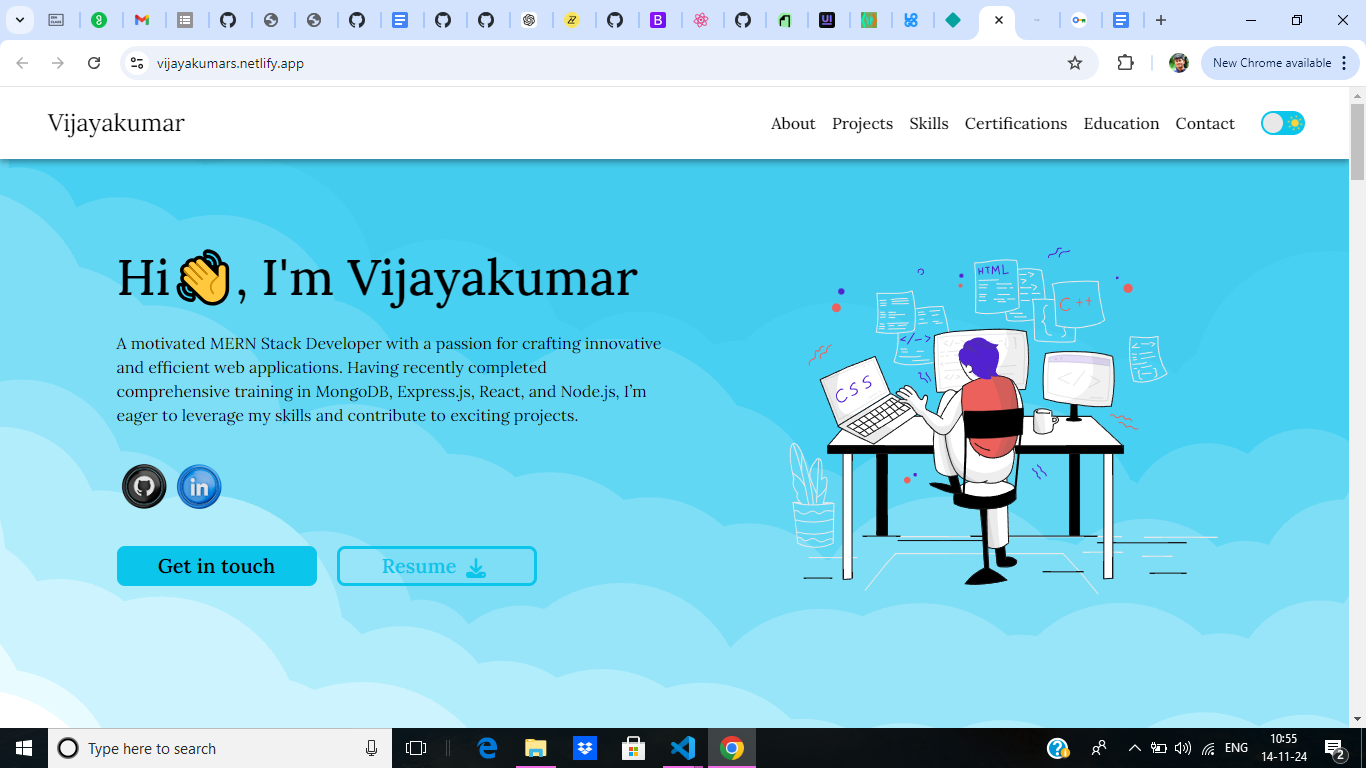 vijayakumars.netlify.app
New Chrome available
Vijayakumar
About Projects Skills Certifications Education Contact
Hi👋, I'm Vijayakumar
A motivated MERN Stack Developer with a passion for crafting innovative
and efficient web applications. Having recently completed
comprehensive training in MongoDB, Express.js, React, and Node.js, I’m
eager to leverage my skills and contribute to exciting projects.
in
Get in touch
Resume
HTML
C++
</-->
CSS
</>
Type here to search
ENG
10:55
14-11-24
2